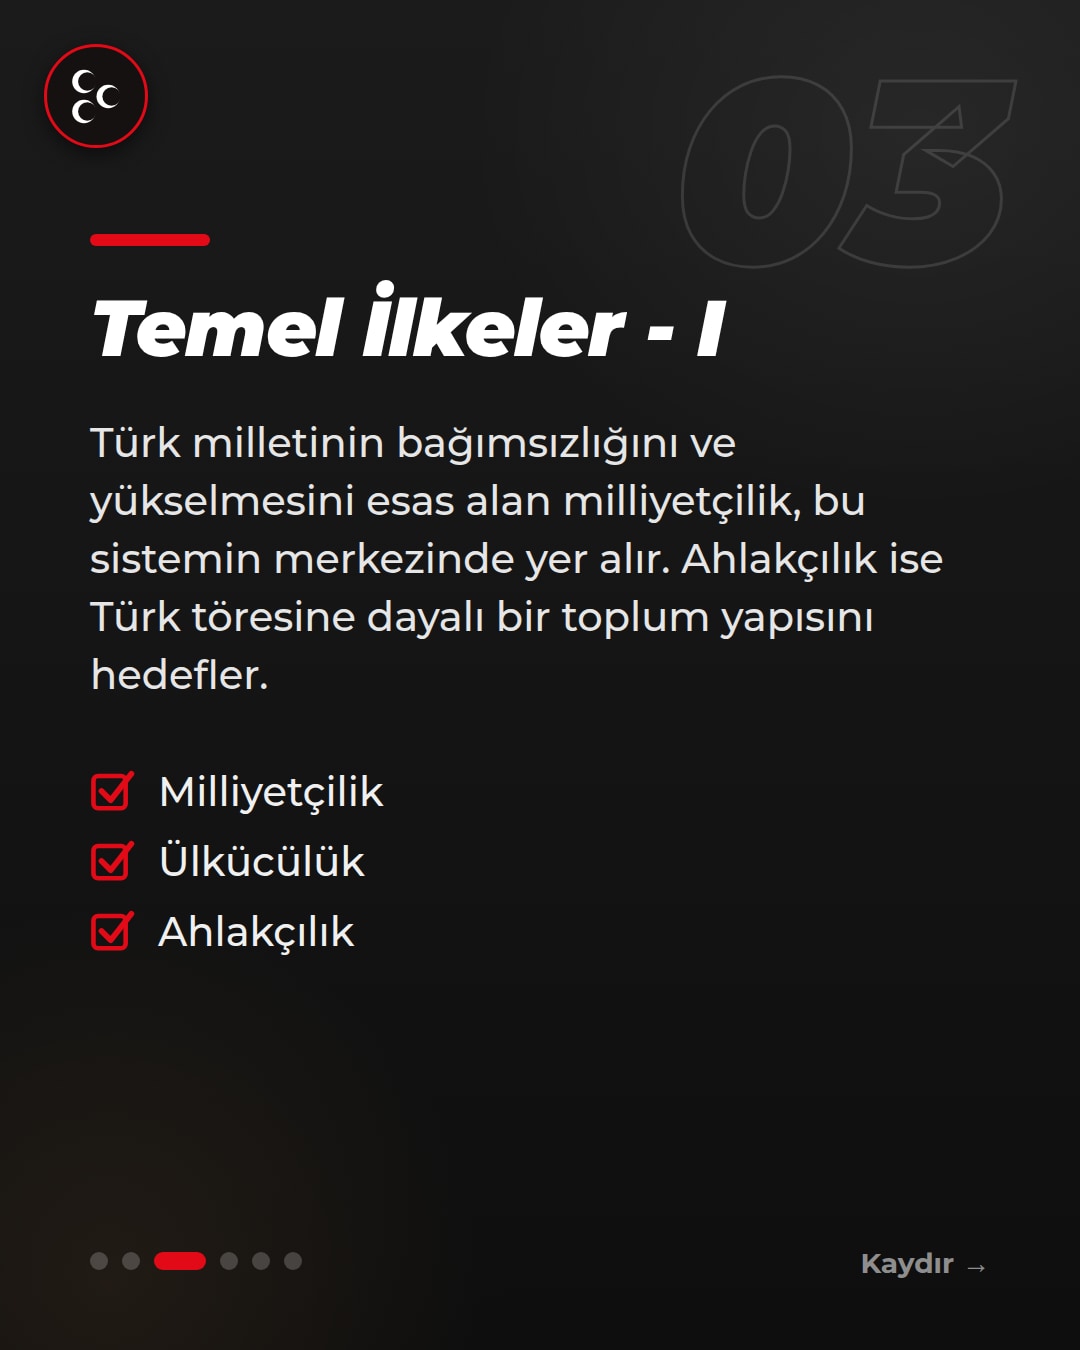 03
Temel İlkeler - I
Türk milletinin bağımsızlığını ve
yükselmesini esas alan milliyetçilik, bu
sistemin merkezinde yer alır. Ahlakçılık ise
Türk töresine dayalı bir toplum yapısını
hedefler.
Milliyetçilik
Ülkücülük
Ahlakçılık
Kaydır →